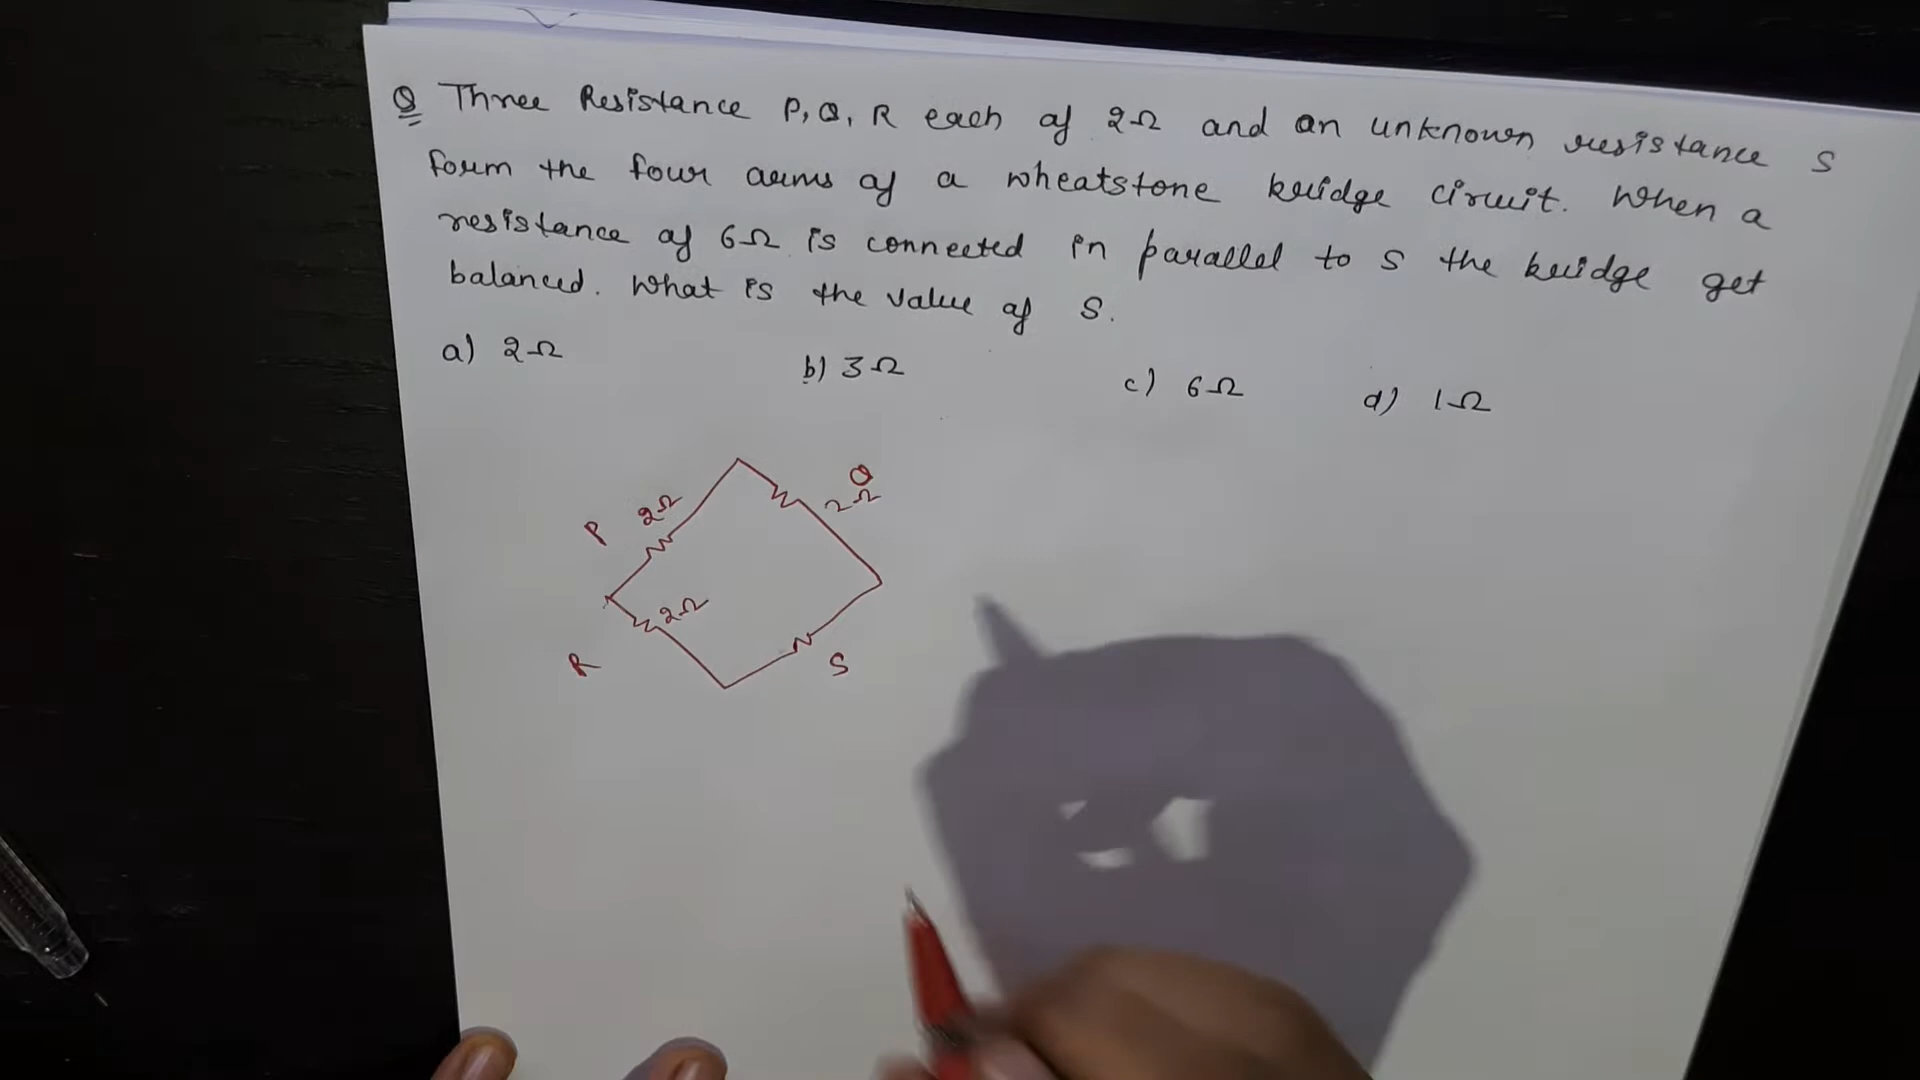 Q Three Resistance P, Q, R each of 2Ω and an unknown resistance S
form the four arms of a wheatstone bridge circuit. When a
resistance of 6Ω is connected in parallel to S the bridge get
balanced. What is the value of S.
a) 2Ω b) 3Ω c) 6Ω d) 1Ω
Q
P 2Ω 2Ω
2Ω
R S